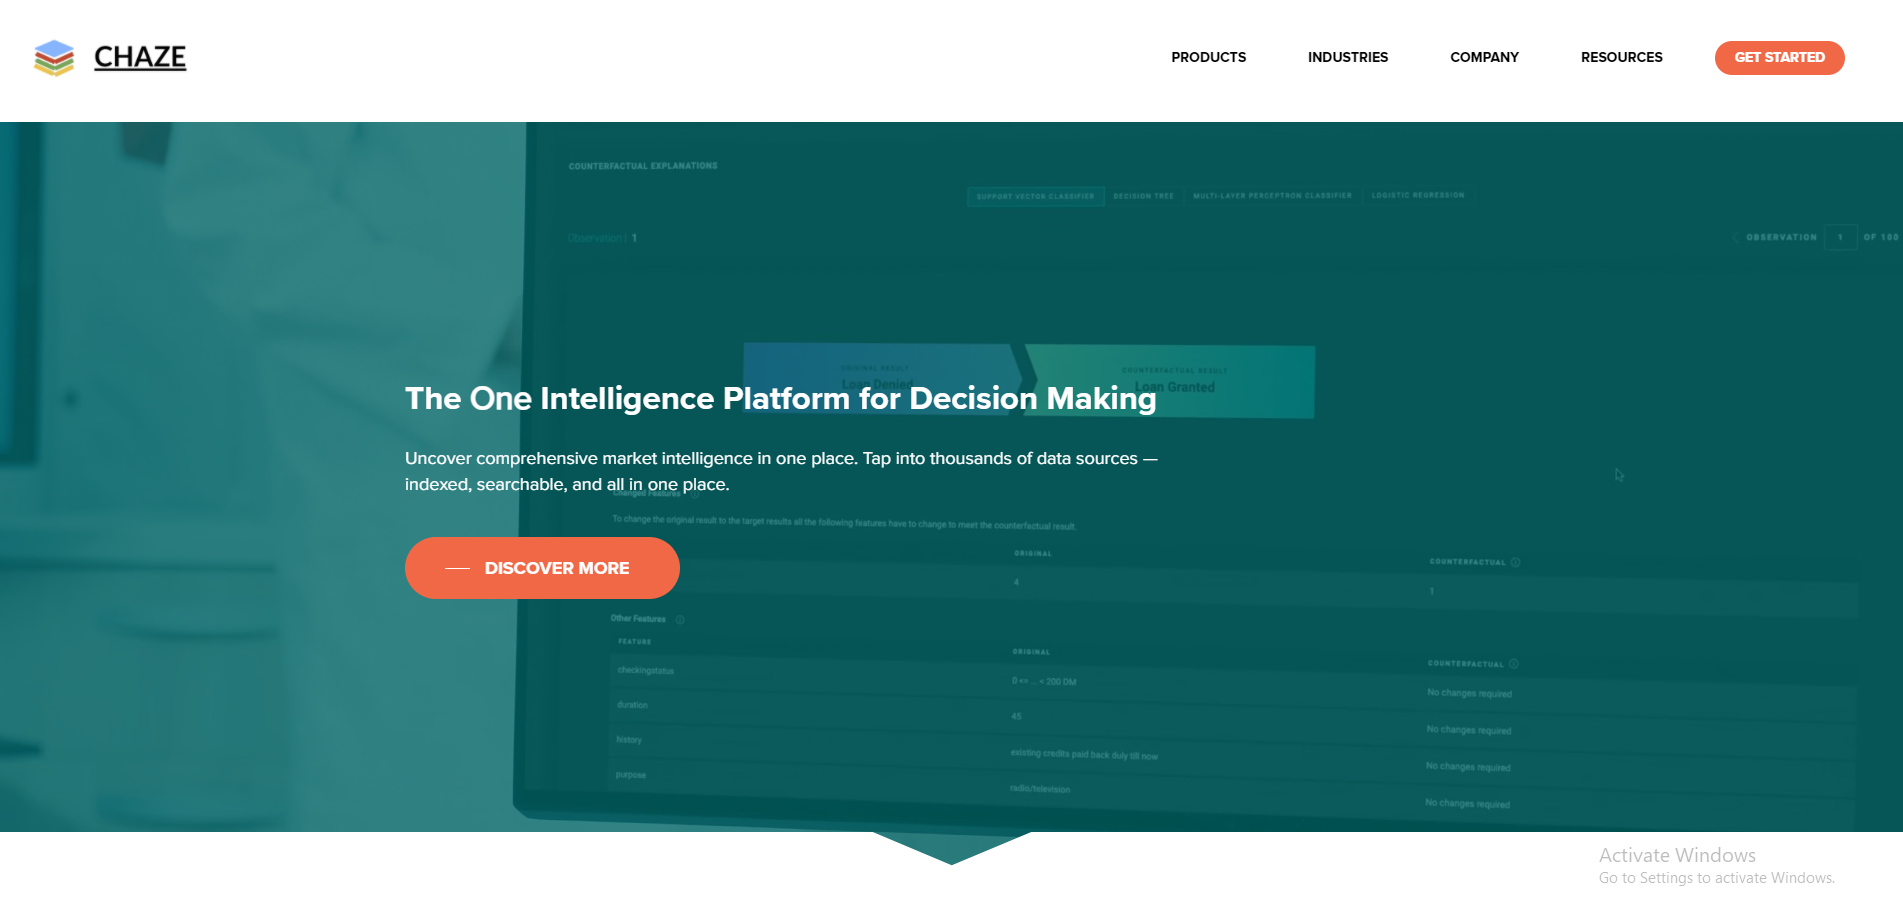 CHAZE
PRODUCTS
INDUSTRIES
COMPANY
RESOURCES
GET STARTED
COUNTERFACTUAL EXPLANATIONS
SUPPORT VECTOR CLASSIFIER
DECISION TREE
MULTI-LAYER PERCEPTRON CLASSIFIER
LOGISTIC REGRESSION
Observation | 1
OBSERVATION 1 OF 100
ORIGINAL RESULT
Loan Denied
COUNTERFACTUAL RESULT
Loan Granted
The One Intelligence Platform for Decision Making
Uncover comprehensive market intelligence in one place. Tap into thousands of data sources —
indexed, searchable, and all in one place.
Changed Features
To change the original result to the target results all the following features have to change to meet the counterfactual result.
ORIGINAL
COUNTERFACTUAL
4
1
DISCOVER MORE
Other Features
FEATURE
ORIGINAL
COUNTERFACTUAL
checkingstatus
0 <= ... < 200 DM
No changes required
duration
45
No changes required
history
existing credits paid back duly till now
No changes required
purpose
radio/television
No changes required
Activate Windows
Go to Settings to activate Windows.